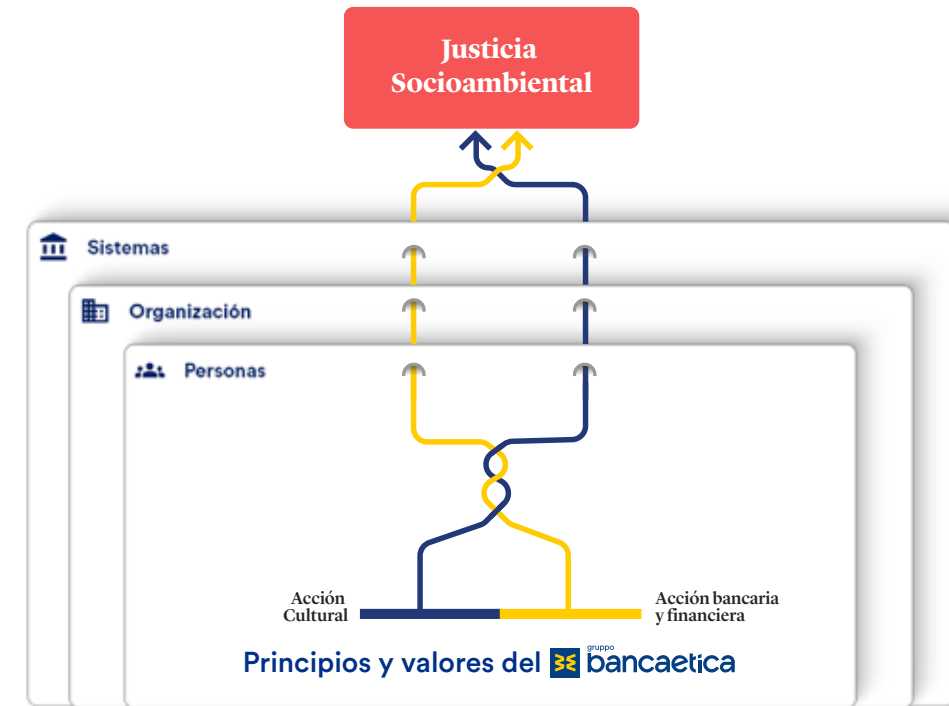 Justicia
Socioambiental
Sistemas
Organización
Personas
Acción
Cultural
Acción bancaria
y financiera
gruppo
Principios y valores del bancaetica